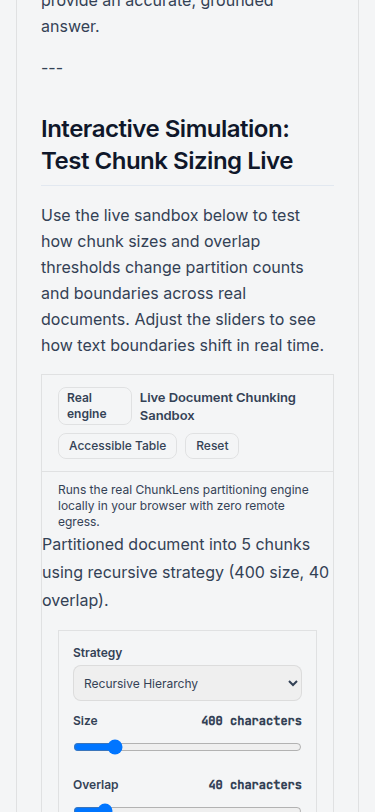 provide an accurate, grounded
answer.
---
Interactive Simulation:
Test Chunk Sizing Live
Use the live sandbox below to test
how chunk sizes and overlap
thresholds change partition counts
and boundaries across real
documents. Adjust the sliders to see
how text boundaries shift in real time.
Real
engine
Live Document Chunking
Sandbox
Accessible Table
Reset
Runs the real ChunkLens partitioning engine
locally in your browser with zero remote
egress.
Partitioned document into 5 chunks
using recursive strategy (400 size, 40
overlap).
Strategy
Recursive Hierarchy
Size 400 characters
Overlap 40 characters